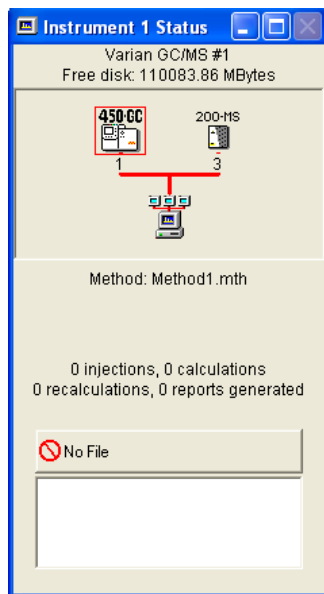 Instrument 1 Status
Varian GC/MS #1
Free disk: 110083.86 MBytes
450-GC 200-MS
1 3
Method: Method1.mth
0 injections, 0 calculations
0 recalculations, 0 reports generated
No File